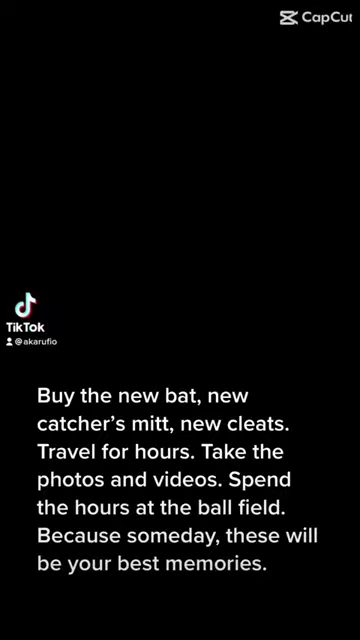 CapCut
TikTok
@akarufio
Buy the new bat, new
catcher's mitt, new cleats.
Travel for hours. Take the
photos and videos. Spend
the hours at the ball field.
Because someday, these will
be your best memories.